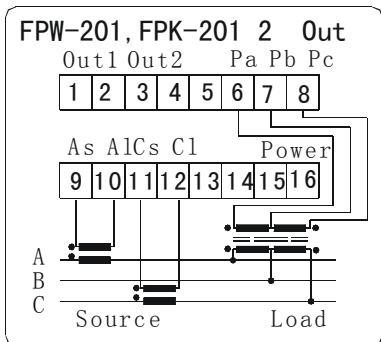 FPW-201, FPK-201 2 Out
Out1 Out2 Pa Pb Pc
1 2 3 4 5 6 7 8
As AlCs Cl Power
9 10 11 12 13 14 15 16
A
B
C
Source Load